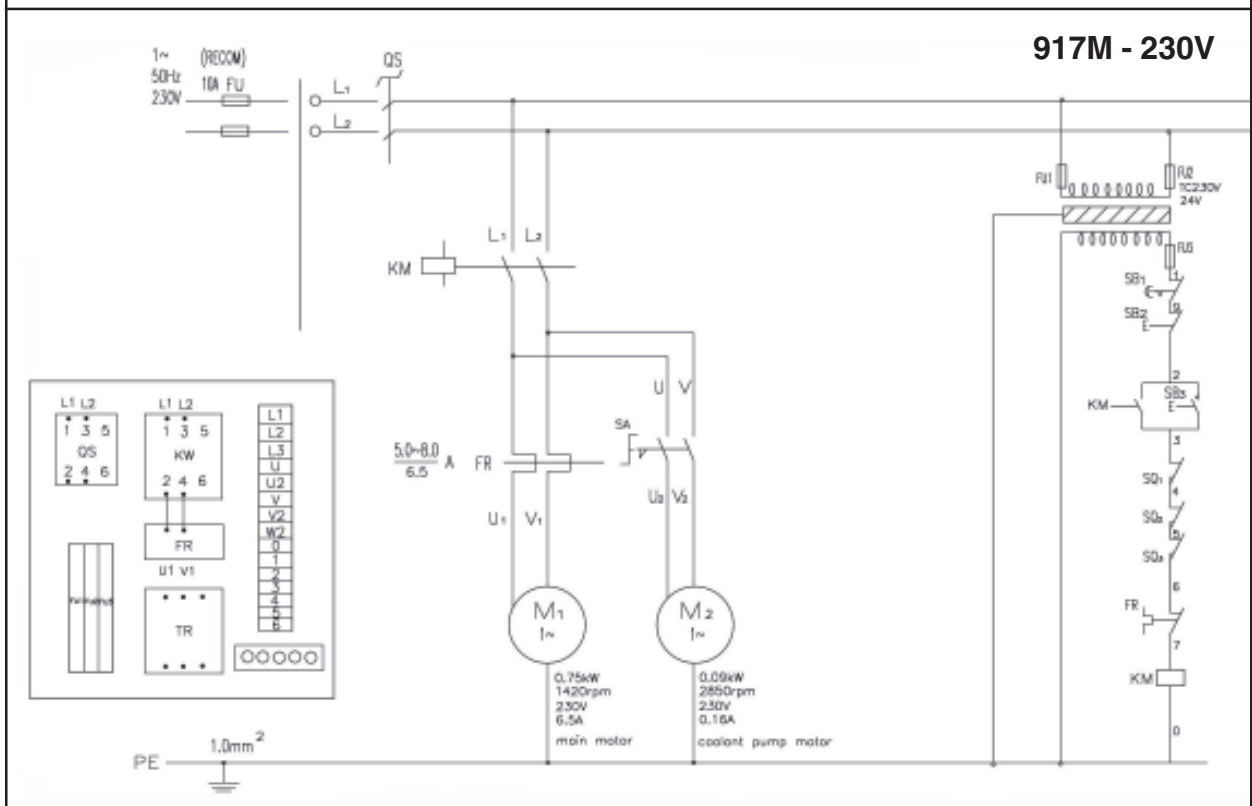 917M - 230V
1~ (RECOM)
50Hz 10A FU
230V
QS
L1
L2
FU1
FU2
TC230V
24V
FU3
L1 L2
KM
1
SB1
9
SB2
2
KM
SB3
3
SQ1
4
SQ2
5
SQ3
6
FR
7
KM
0
U V
SA
5.0~8.0
6.5
A FR
U2 V2
U1 V1
M1
1~
M2
1~
0.75kW
1420rpm
230V
6.5A
main motor
0.09kW
2850rpm
230V
0.16A
coolant pump motor
L1 L2
1 3 5
QS
2 4 6
L1 L2
1 3 5
KW
2 4 6
FR
U1 V1
TR
L1
L2
L3
U
U2
V
V2
W2
0
1
2
3
4
5
6
1.0mm²
PE